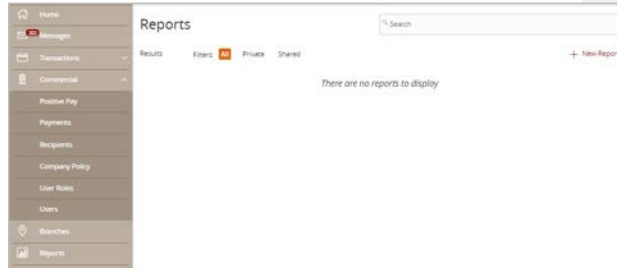 Home
Messages
Transactions
Commercial
Positive Pay
Payments
Recipients
Company Policy
User Roles
Users
Branches
Reports
Reports
Search
Results Filters: All Private Shared
+ New Repor
There are no reports to display